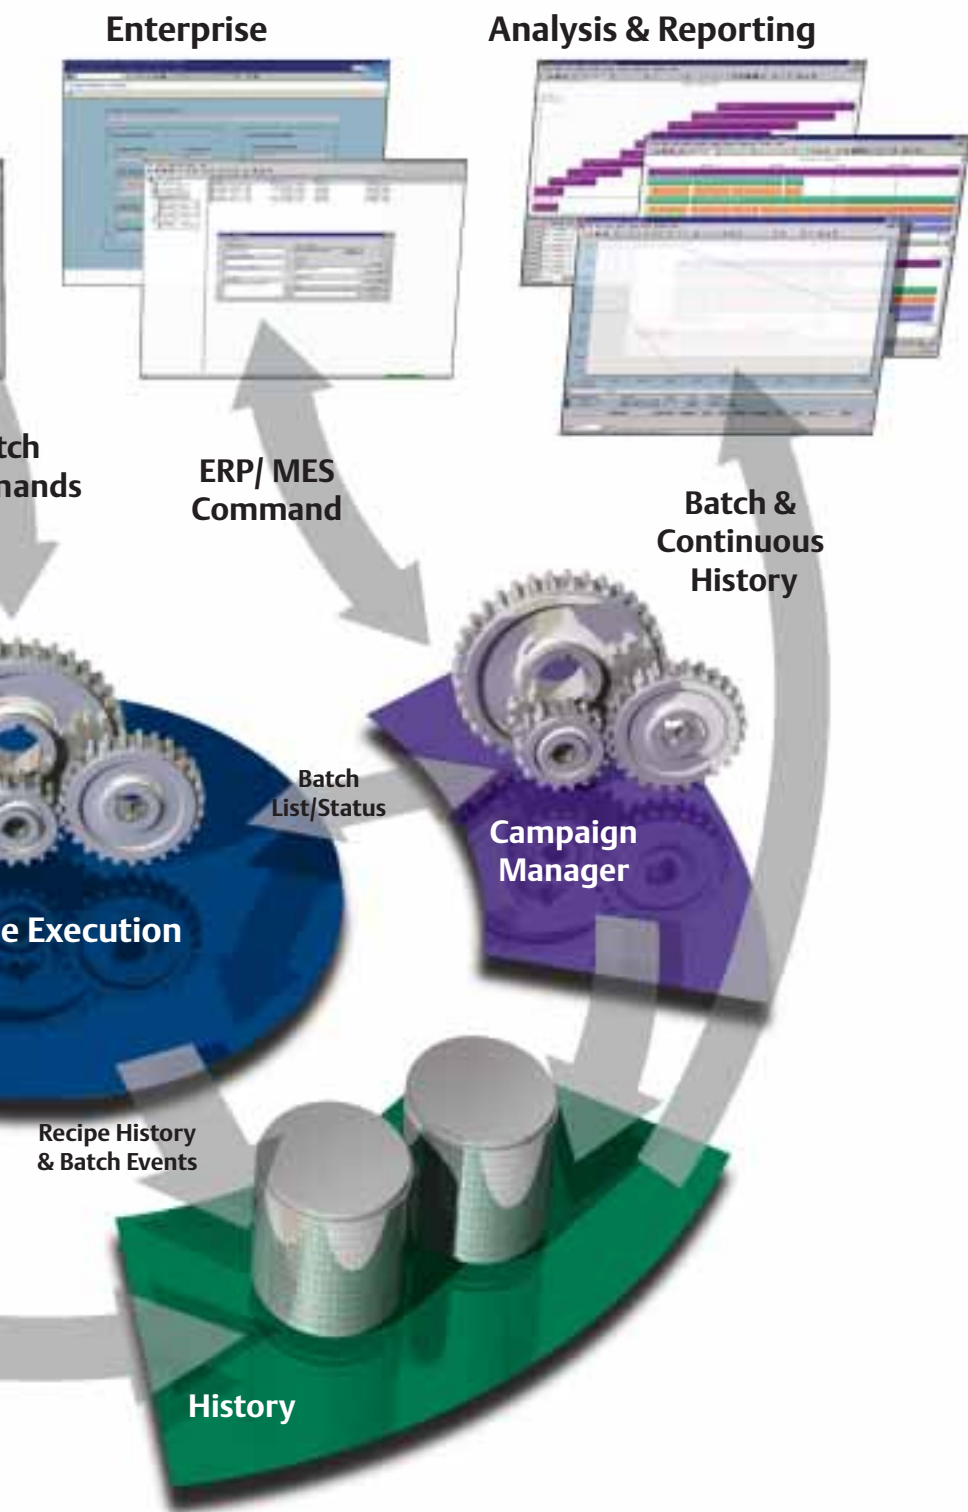 Enterprise
Analysis & Reporting
tch
nands
ERP/ MES
Command
Batch &
Continuous
History
Batch
List/Status
Campaign
Manager
e Execution
Recipe History
& Batch Events
History